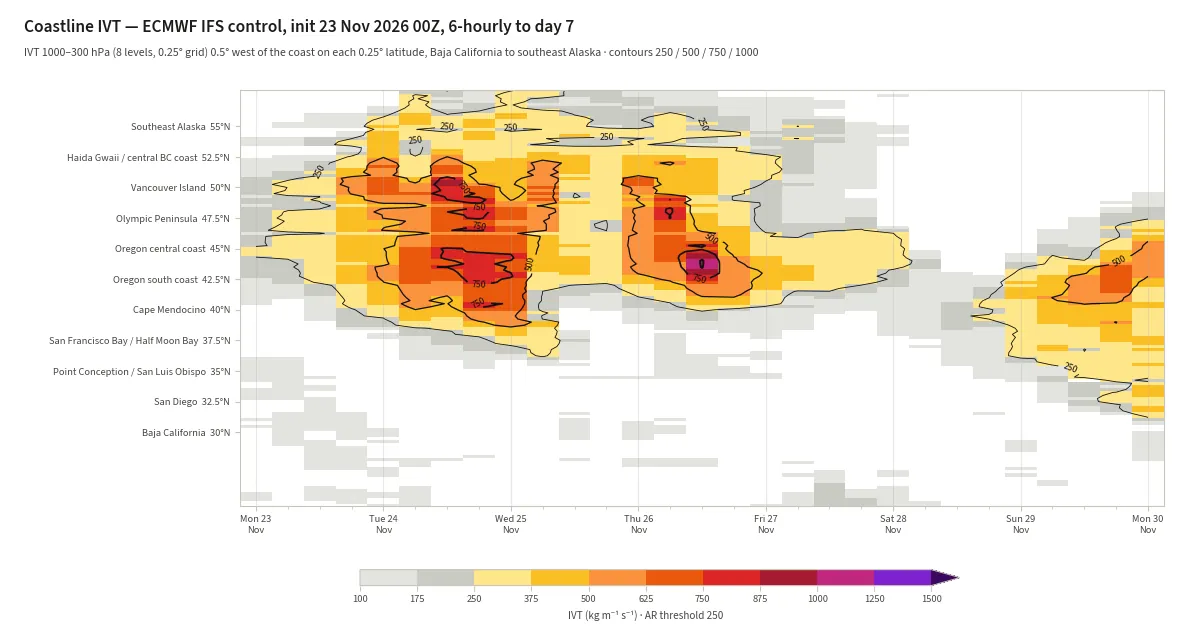 Coastline IVT — ECMWF IFS control, init 23 Nov 2026 00Z, 6-hourly to day 7
IVT 1000–300 hPa (8 levels, 0.25° grid) 0.5° west of the coast on each 0.25° latitude, Baja California to southeast Alaska · contours 250 / 500 / 750 / 1000
Southeast Alaska 55°N
Haida Gwaii / central BC coast 52.5°N
Vancouver Island 50°N
Olympic Peninsula 47.5°N
Oregon central coast 45°N
Oregon south coast 42.5°N
Cape Mendocino 40°N
San Francisco Bay / Half Moon Bay 37.5°N
Point Conception / San Luis Obispo 35°N
San Diego 32.5°N
Baja California 30°N
250
250
250
250
250
250
750
750
750
500
750
750
500
750
500
250
Mon 23
Nov
Tue 24
Nov
Wed 25
Nov
Thu 26
Nov
Fri 27
Nov
Sat 28
Nov
Sun 29
Nov
Mon 30
Nov
100 175 250 375 500 625 750 875 1000 1250 1500
IVT (kg m⁻¹ s⁻¹) · AR threshold 250